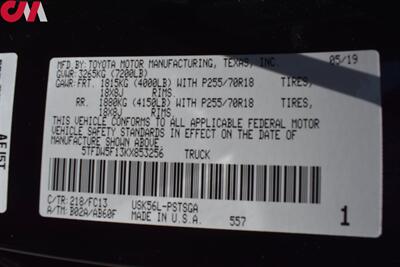 CM
MFD.BY: TOYOTA MOTOR MANUFACTURING, TEXAS, INC. 05/19
GVWR: 3265KG (7200LB)
GAWR: FRT. 1815KG (4000LB) WITH P255/70R18 TIRES,
18X8J RIMS
RR. 1880KG (4150LB) WITH P255/70R18 TIRES,
18X8J RIMS
THIS VEHICLE CONFORMS TO ALL APPLICABLE FEDERAL MOTOR
VEHICLE SAFETY STANDARDS IN EFFECT ON THE DATE OF
MANUFACTURE SHOWN ABOVE.
5TFDW5F13KX853256 TRUCK
C/TR: 218/FC13 USK56L-PSTSGA
A/TM: B02A/AB60F MADE IN U.S.A. 557 1